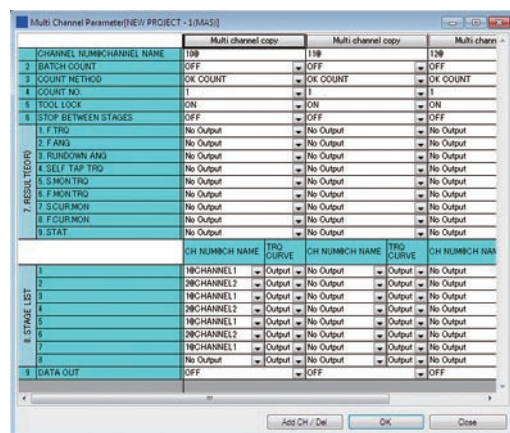 Multi Channel Parameter[NEW PROJECT - 1(MAS)]
Multi channel copy Multi channel copy Multi chann
CHANNEL NUM@CHANNEL NAME 10@ 11@ 12@
2 BATCH COUNT OFF OFF OFF
3 COUNT METHOD OK COUNT OK COUNT OK COUNT
4 COUNT NO. 1 1 1
5 TOOL LOCK ON ON ON
6 STOP BETWEEN STAGES OFF OFF OFF
7. RESULT(EOR)
1. F.TRQ No Output No Output No Output
2. F.ANG No Output No Output No Output
3. RUNDOWN ANG No Output No Output No Output
4. SELF TAP TRQ No Output No Output No Output
5. S.MON.TRQ No Output No Output No Output
6. F.MON.TRQ No Output No Output No Output
7. S.CUR.MON No Output No Output No Output
8. F.CUR.MON No Output No Output No Output
9. STAT No Output No Output No Output
CH NUM@CH NAME TRQ CURVE CH NUM@CH NAME TRQ CURVE CH NUM@CH NAM
8. STAGE LIST
1 1@CHANNEL1 Output No Output Output No Output
2 2@CHANNEL2 Output No Output Output No Output
3 1@CHANNEL1 Output No Output Output No Output
4 2@CHANNEL2 Output No Output Output No Output
5 1@CHANNEL1 Output No Output Output No Output
6 2@CHANNEL2 Output No Output Output No Output
7 1@CHANNEL1 Output No Output Output No Output
8 No Output Output No Output Output No Output
9 DATA OUT OFF OFF OFF
Add CH / Del OK Close